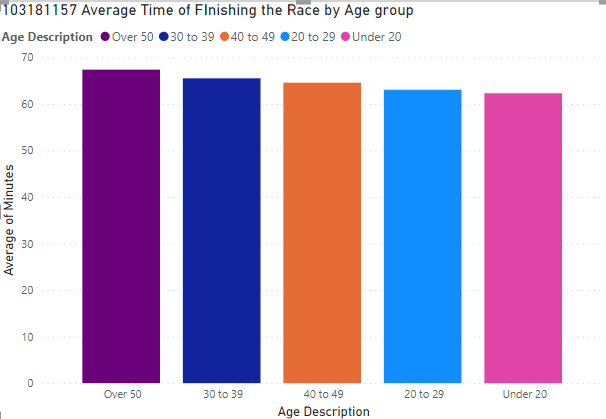 103181157 Average Time of FInishing the Race by Age group
Age Description Over 50 30 to 39 40 to 49 20 to 29 Under 20
70
60
50
40
30
20
10
0
Average of Minutes
Over 50 30 to 39 40 to 49 20 to 29 Under 20
Age Description